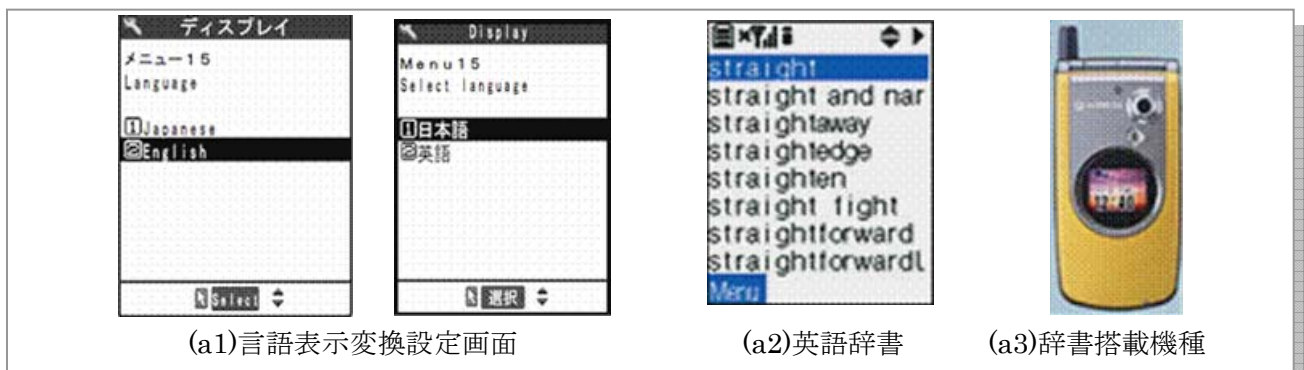 ディスプレイ
メニュー15
Language
1Japanese
2English
Select
Display
Menu15
Select language
1日本語
2英語
選択
straight
straight and nar
straightaway
straightedge
straighten
straight fight
straightforward
straightforwardl
Menu
12:40
(a1)言語表示変換設定画面
(a2)英語辞書
(a3)辞書搭載機種